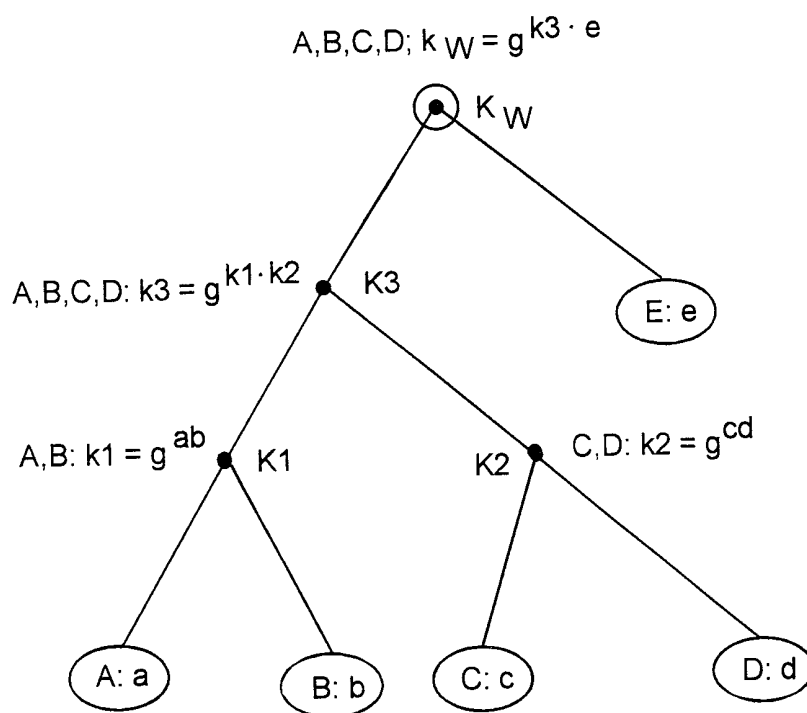 A,B,C,D; k W = g k3 · e
K W
A,B,C,D: k3 = g k1 · k2
K3
E: e
A,B: k1 = g ab
K1
K2
C,D: k2 = g cd
A: a
B: b
C: c
D: d